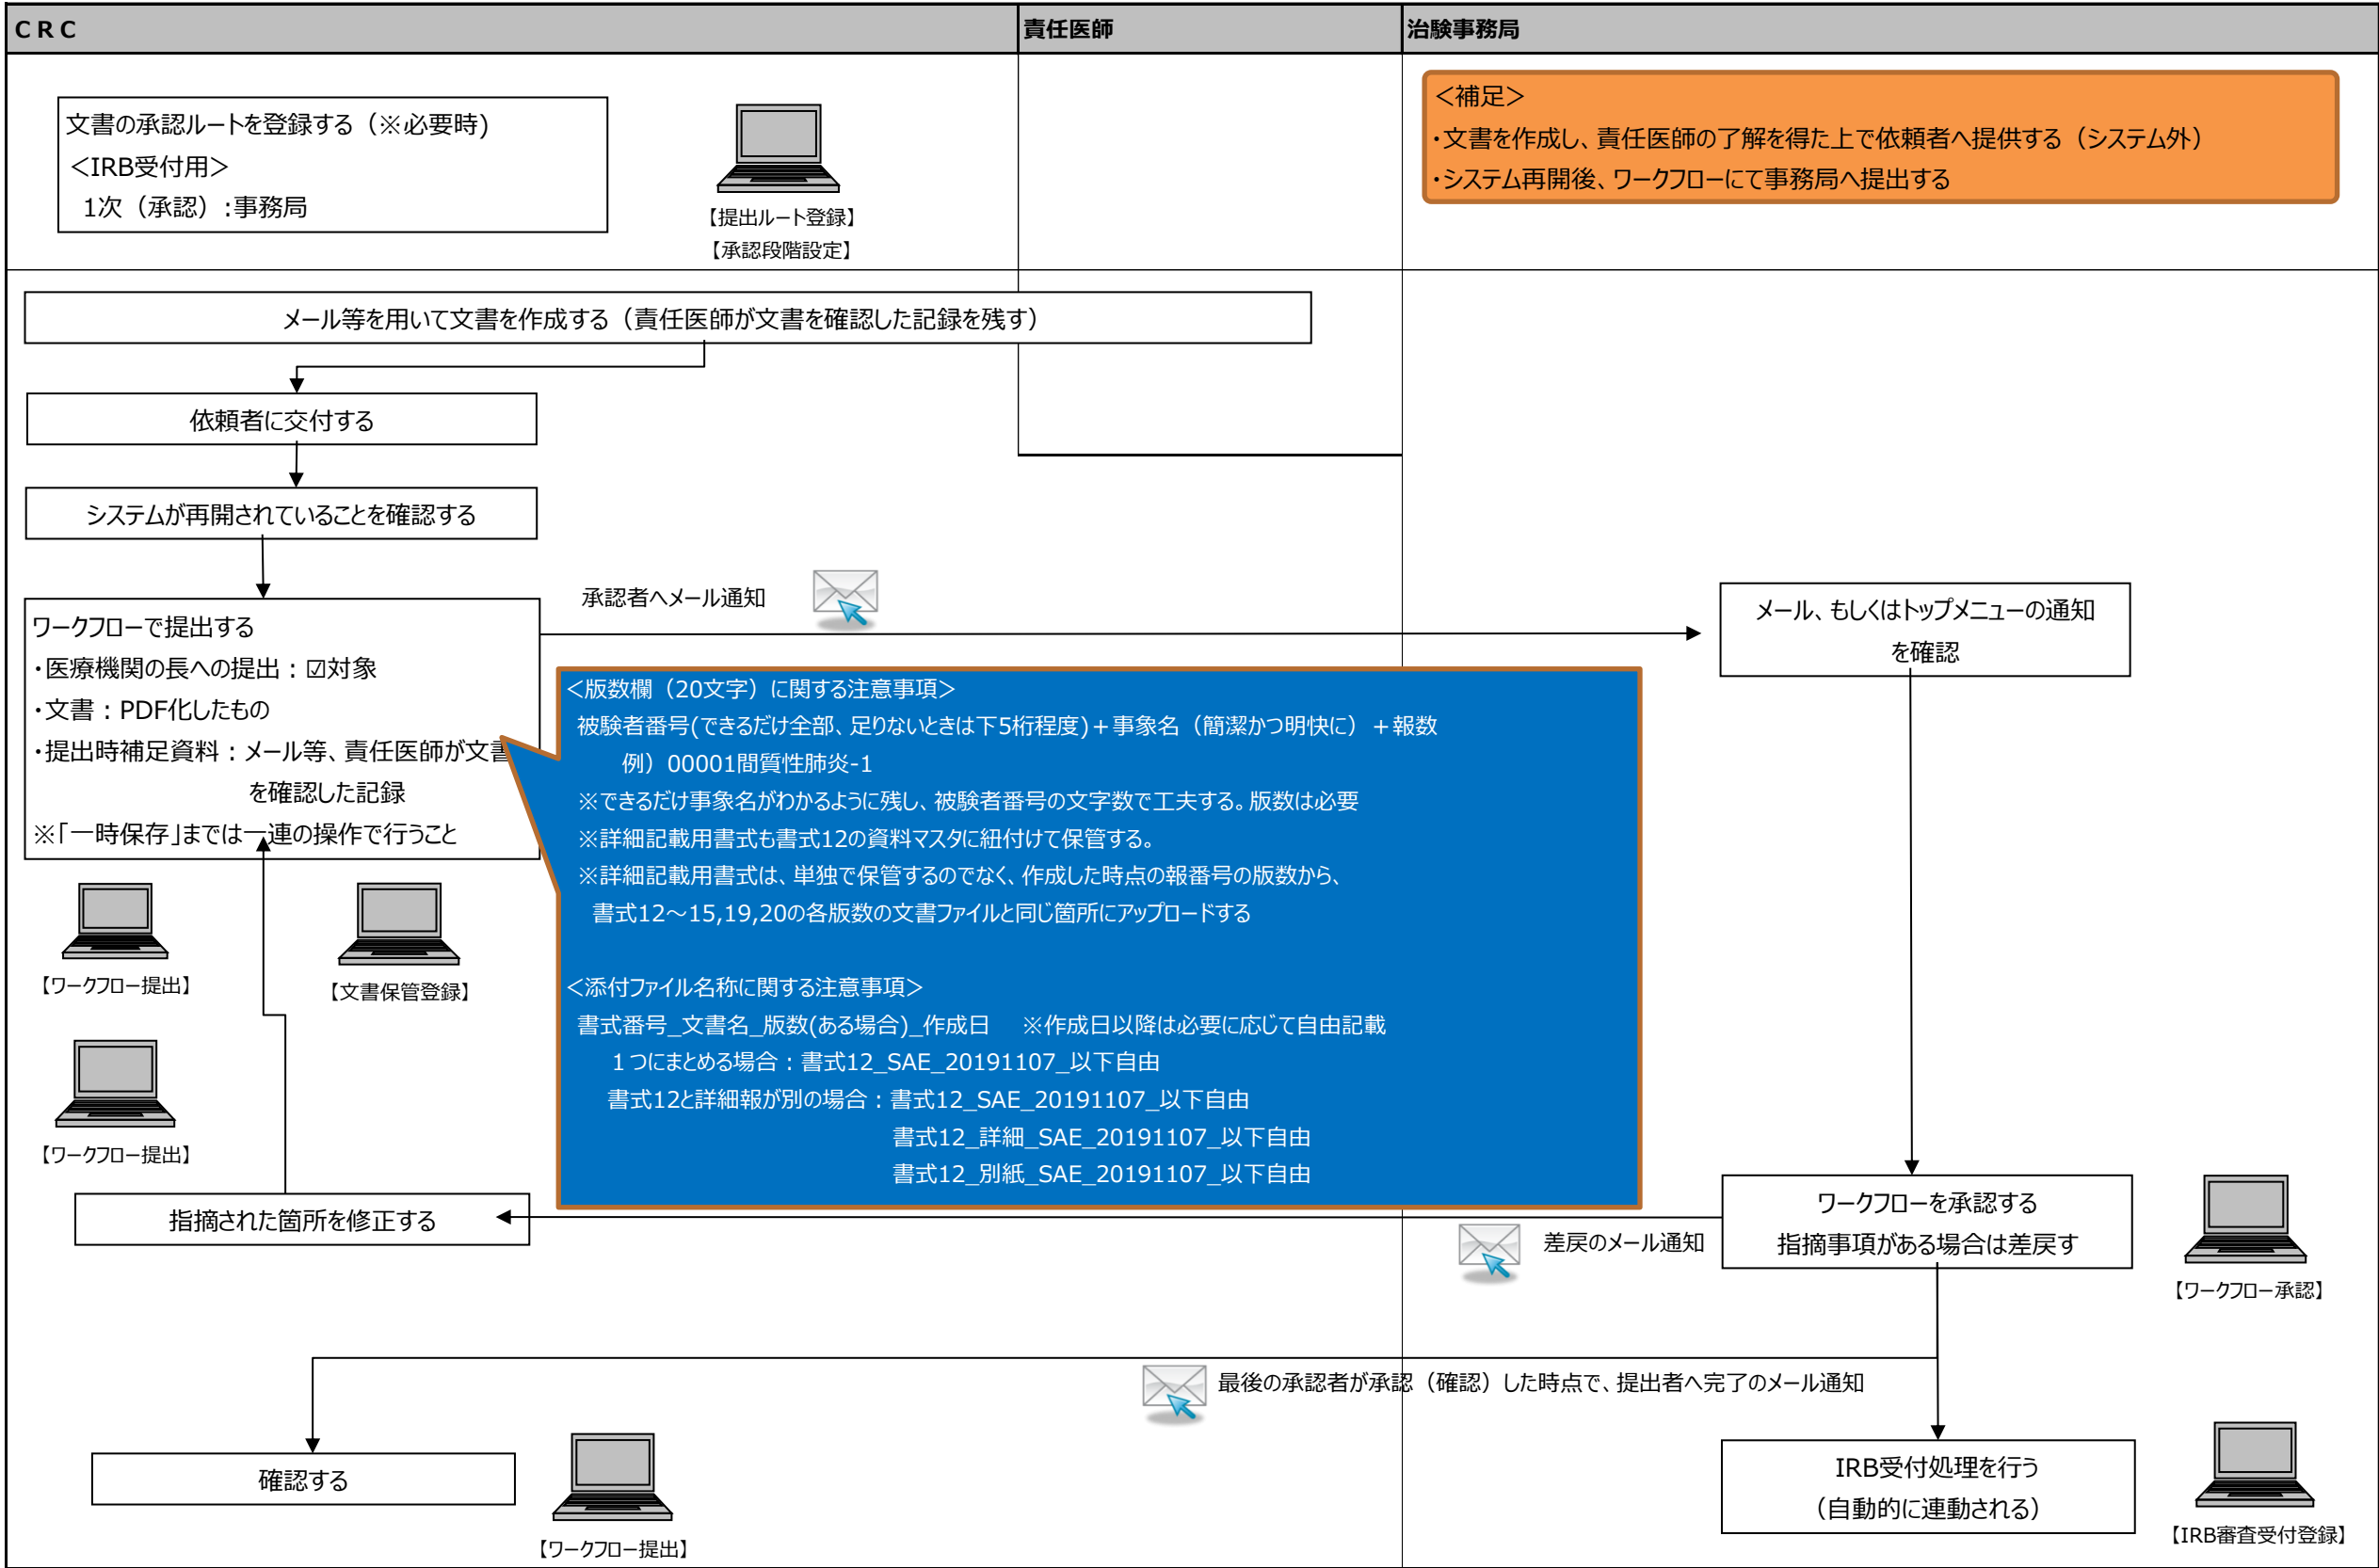 ＣＲＣ
責任医師
治験事務局
文書の承認ルートを登録する（※必要時)
＜IRB受付用＞
1次（承認）:事務局
【提出ルート登録】
【承認段階設定】
＜補足＞
・文書を作成し、責任医師の了解を得た上で依頼者へ提供する（システム外）
・システム再開後、ワークフローにて事務局へ提出する
メール等を用いて文書を作成する（責任医師が文書を確認した記録を残す）
依頼者に交付する
システムが再開されていることを確認する
ワークフローで提出する
・医療機関の長への提出：☑対象
・文書：PDF化したもの
・提出時補足資料：メール等、責任医師が文書
を確認した記録
※「一時保存」までは一連の操作で行うこと
承認者へメール通知
メール、もしくはトップメニューの通知
を確認
＜版数欄（20文字）に関する注意事項＞
被験者番号(できるだけ全部、足りないときは下5桁程度)＋事象名（簡潔かつ明快に）＋報数
例）00001間質性肺炎-1
※できるだけ事象名がわかるように残し、被験者番号の文字数で工夫する。版数は必要
※詳細記載用書式も書式12の資料マスタに紐付けて保管する。
※詳細記載用書式は、単独で保管するのでなく、作成した時点の報番号の版数から、
書式12～15,19,20の各版数の文書ファイルと同じ箇所にアップロードする
＜添付ファイル名称に関する注意事項＞
書式番号_文書名_版数(ある場合)_作成日　※作成日以降は必要に応じて自由記載
１つにまとめる場合：書式12_SAE_20191107_以下自由
書式12と詳細報が別の場合：書式12_SAE_20191107_以下自由
書式12_詳細_SAE_20191107_以下自由
書式12_別紙_SAE_20191107_以下自由
【ワークフロー提出】
【文書保管登録】
【ワークフロー提出】
指摘された箇所を修正する
差戻のメール通知
ワークフローを承認する
指摘事項がある場合は差戻す
【ワークフロー承認】
最後の承認者が承認（確認）した時点で、提出者へ完了のメール通知
確認する
【ワークフロー提出】
IRB受付処理を行う
（自動的に連動される）
【IRB審査受付登録】